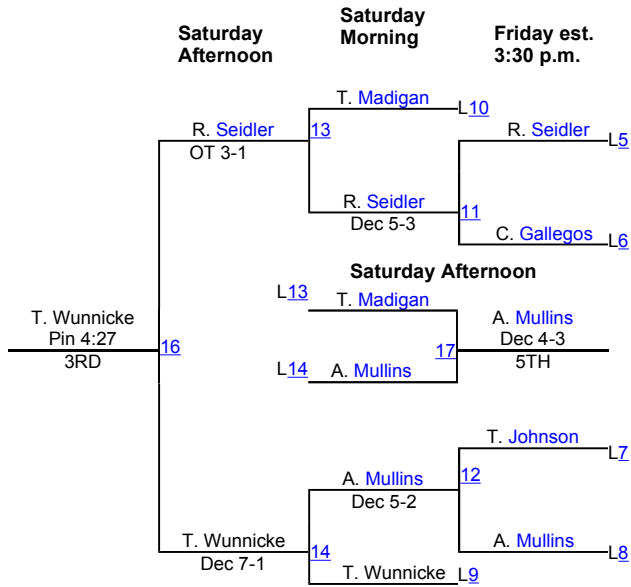 Saturday Afternoon
Saturday Morning
Friday est. 3:30 p.m.
T. Madigan
L10
R. Seidler
OT 3-1
13
R. Seidler
L5
R. Seidler
Dec 5-3
11
C. Gallegos
L6
Saturday Afternoon
L13
T. Madigan
T. Wunnicke
Pin 4:27
3RD
16
17
A. Mullins
Dec 4-3
5TH
L14
A. Mullins
T. Johnson
L7
A. Mullins
Dec 5-2
12
T. Wunnicke
Dec 7-1
14
A. Mullins
L8
T. Wunnicke
L9